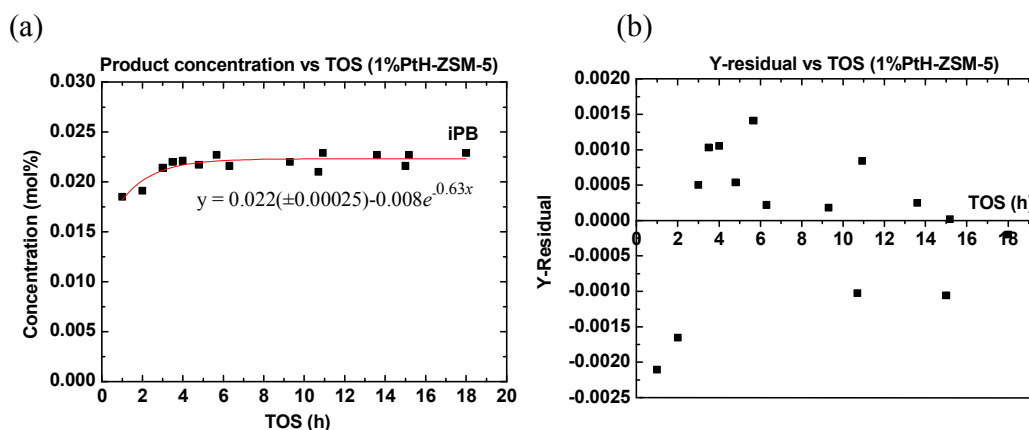 (a)
Product concentration vs TOS (1%PtH-ZSM-5)
0.030
0.025
0.020
0.015
0.010
0.005
0.000
Concentration (mol%)
iPB
y = 0.022(±0.00025)-0.008e^-0.63x
0 2 4 6 8 10 12 14 16 18 20
TOS (h)
(b)
Y-residual vs TOS (1%PtH-ZSM-5)
0.0020
0.0015
0.0010
0.0005
0.0000
-0.0005
-0.0010
-0.0015
-0.0020
-0.0025
Y-Residual
TOS (h)
0 2 4 6 8 10 12 14 16 18